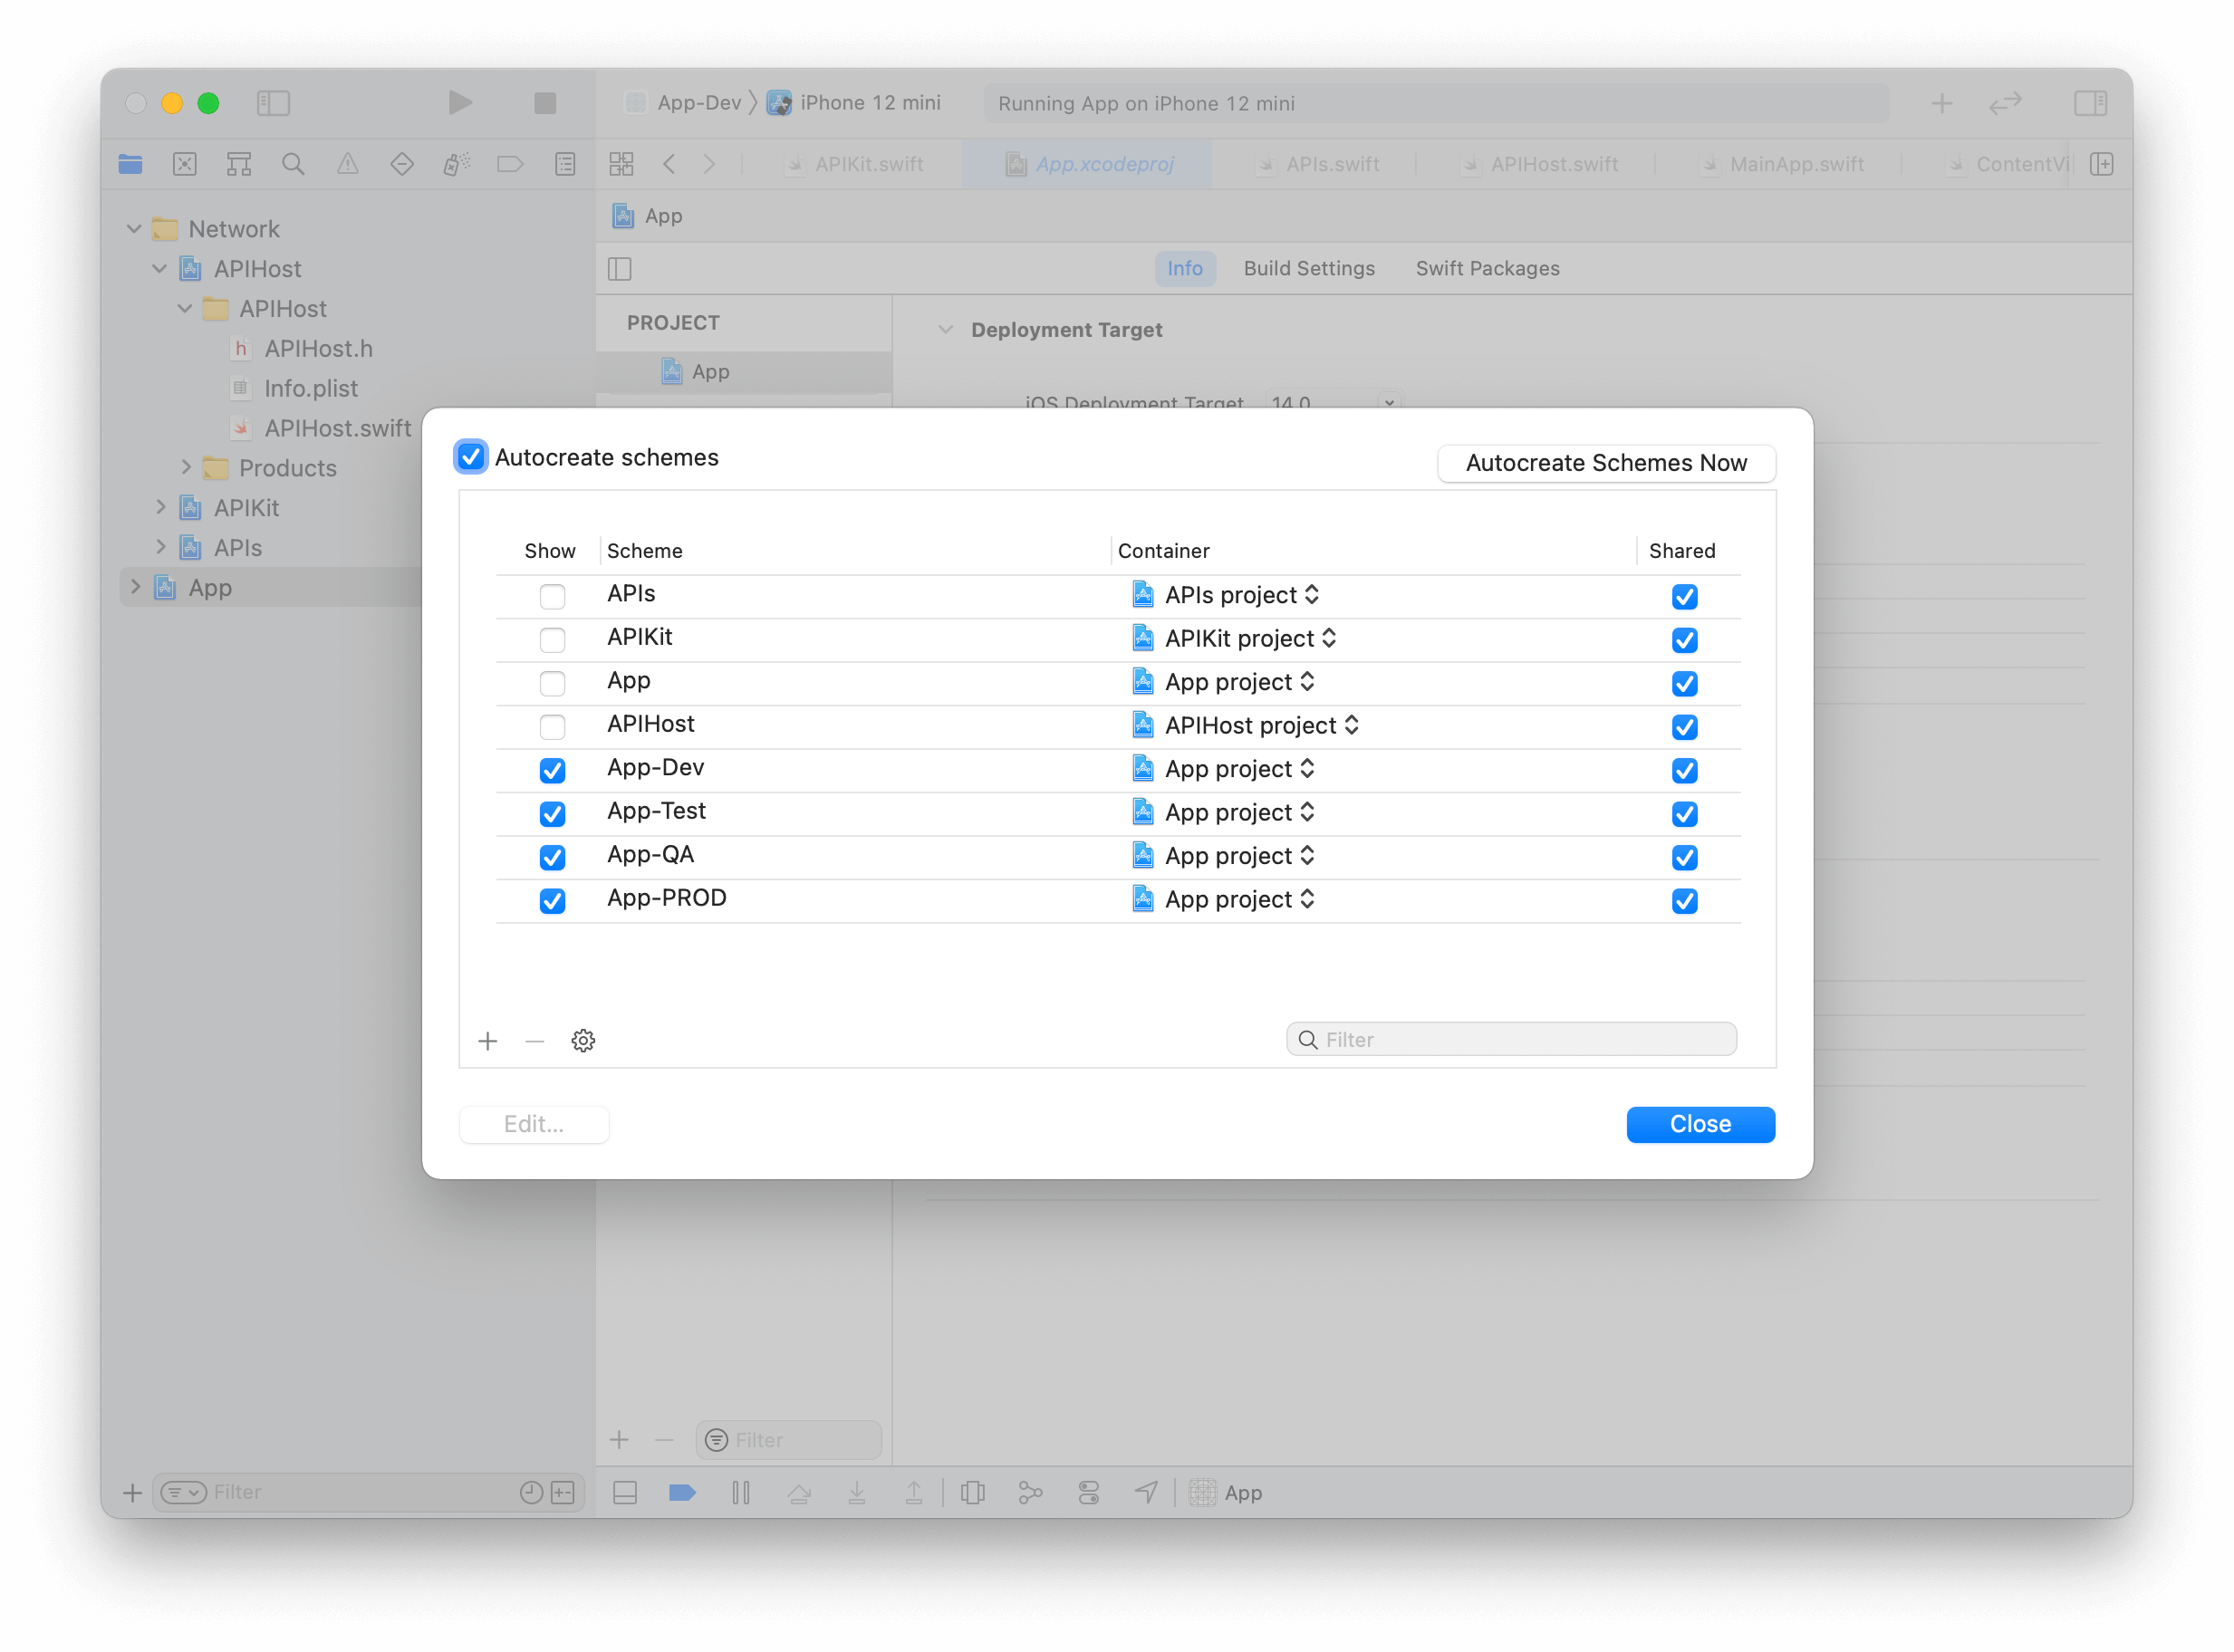 App-Dev iPhone 12 mini Running App on iPhone 12 mini
APIKit.swift App.xcodeproj APIs.swift APIHost.swift MainApp.swift ContentVi
Network
APIHost
APIHost
h APIHost.h
Info.plist
APIHost.swift
Products
APIKit
APIs
App
App
Info Build Settings Swift Packages
PROJECT
App
Deployment Target
iOS Deployment Target 14.0
Autocreate schemes
Autocreate Schemes Now
Show Scheme Container Shared
APIs APIs project
APIKit APIKit project
App App project
APIHost APIHost project
App-Dev App project
App-Test App project
App-QA App project
App-PROD App project
Filter
Edit...
Close
Filter
Filter
App